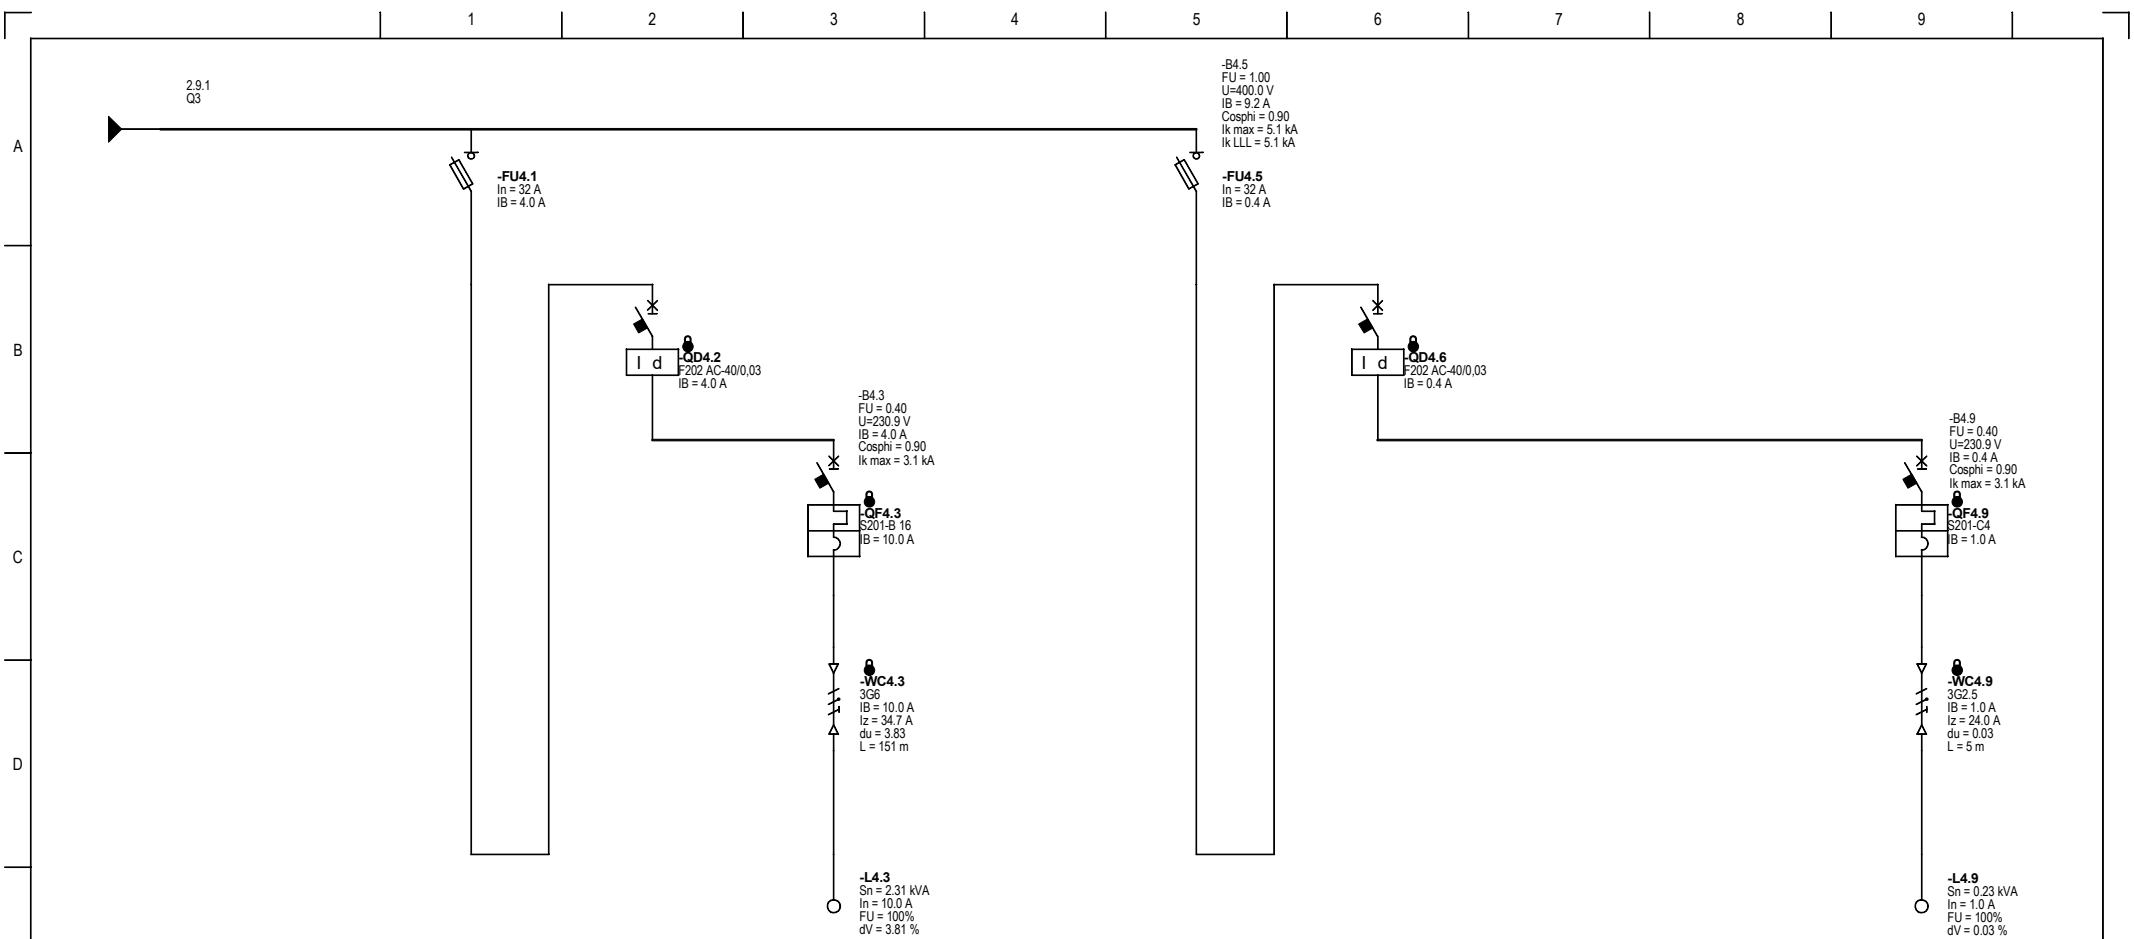 1
2
3
4
5
6
7
8
9
A
B
C
D
2.9.1
Q3
-FU4.1
In = 32 A
IB = 4.0 A
-B4.5
FU = 1.00
U=400.0 V
IB = 9.2 A
Cosphi = 0.90
Ik max = 5.1 kA
Ik LLL = 5.1 kA
-FU4.5
In = 32 A
IB = 0.4 A
I d
-QD4.2
F202 AC-40/0,03
IB = 4.0 A
-B4.3
FU = 0.40
U=230.9 V
IB = 4.0 A
Cosphi = 0.90
Ik max = 3.1 kA
-QF4.3
S201-B 16
IB = 10.0 A
-WC4.3
3G6
IB = 10.0 A
Iz = 34.7 A
du = 3.83
L = 151 m
-L4.3
Sn = 2.31 kVA
In = 10.0 A
FU = 100%
dV = 3.81 %
I d
-QD4.6
F202 AC-40/0,03
IB = 0.4 A
-B4.9
FU = 0.40
U=230.9 V
IB = 0.4 A
Cosphi = 0.90
Ik max = 3.1 kA
-QF4.9
S201-C4
IB = 1.0 A
-WC4.9
3G2.5
IB = 1.0 A
Iz = 24.0 A
du = 0.03
L = 5 m
-L4.9
Sn = 0.23 kVA
In = 1.0 A
FU = 100%
dV = 0.03 %